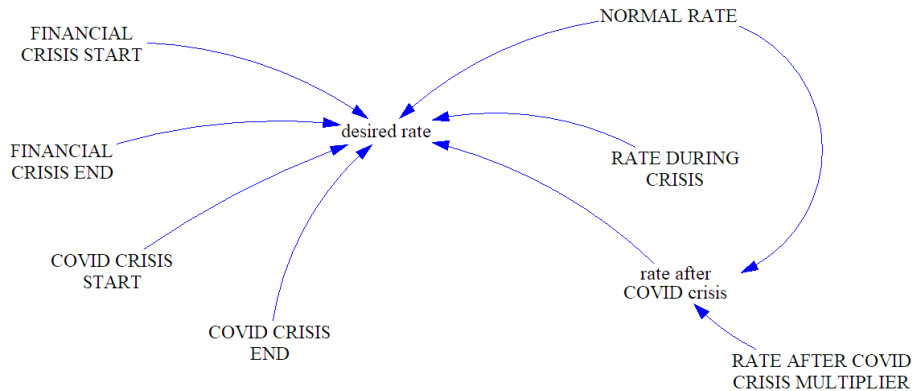 NORMAL RATE
FINANCIAL
CRISIS START
desired rate
FINANCIAL
CRISIS END
RATE DURING
CRISIS
COVID CRISIS
START
rate after
COVID crisis
COVID CRISIS
END
RATE AFTER COVID
CRISIS MULTIPLIER